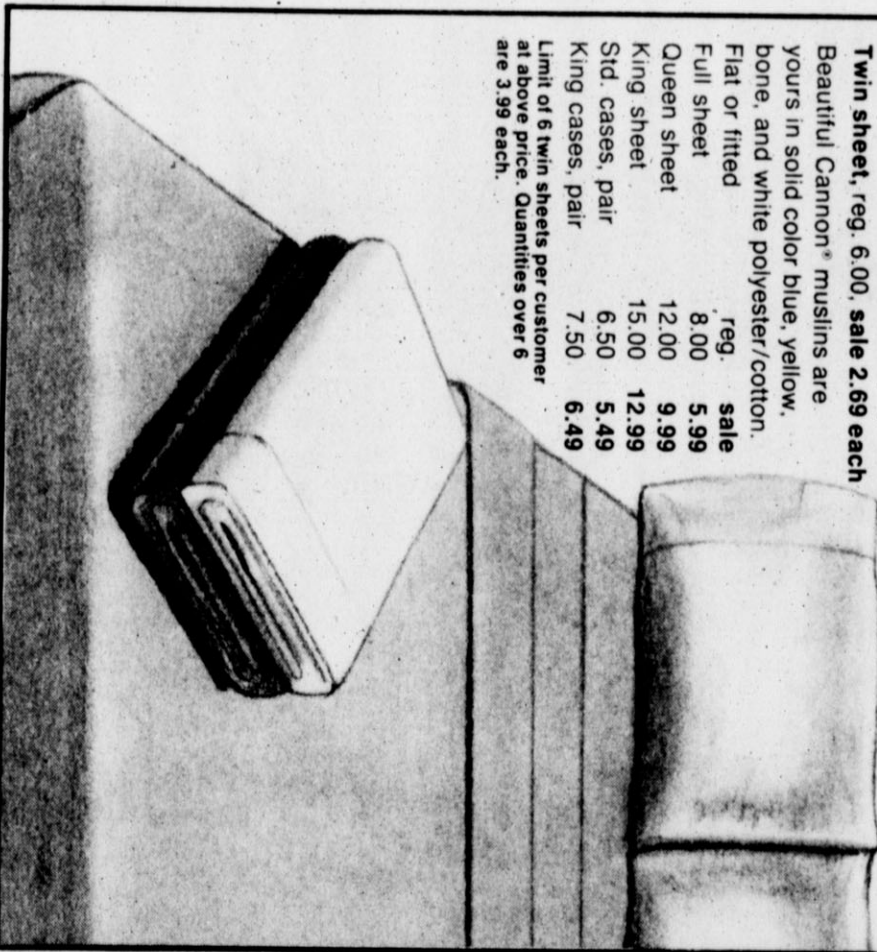 Twin sheet, reg. 6.00, sale 2.69 each
Beautiful Cannon® muslins are
yours in solid color blue, yellow,
bone, and white polyester/cotton.
Flat or fitted reg. sale
Full sheet 8.00 5.99
Queen sheet 12.00 9.99
King sheet 15.00 12.99
Std. cases, pair 6.50 5.49
King cases, pair 7.50 6.49
Limit of 6 twin sheets per customer
at above price. Quantities over 6
are 3.99 each.